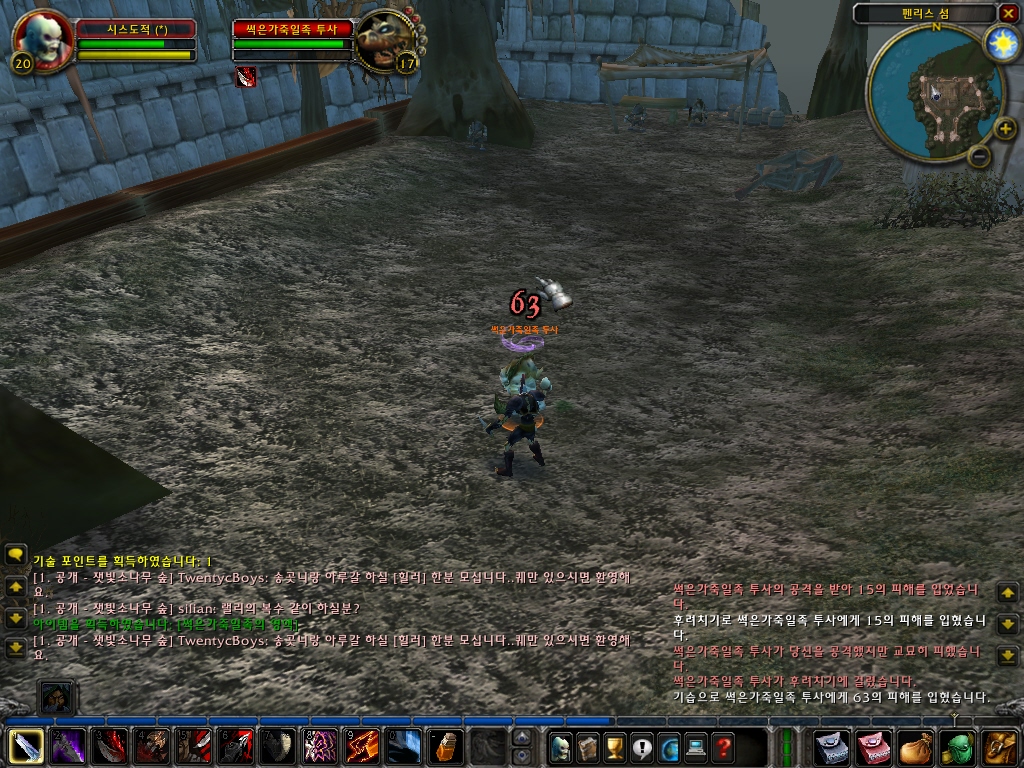 시스도적 (*)
20
썩은가죽일족 투사
17
펜리스 섬
N
63
썩은가죽일족 투사
기술 포인트를 획득하였습니다: 1
[1. 공개 - 잿빛소나무 숲] TwentycBoys: 송곳니랑 아루갈 하실 [힐러] 한분 모십니다..퀘만 있으시면 환영해
요.
[1. 공개 - 잿빛소나무 숲] silian: 랠리의 복수 같이 하실분?
아이템을 획득하였습니다: [썩은가죽일족의
[1. 공개 - 잿빛소나무 숲] TwentycBoys: 송곳니랑 아루갈 하실 [힐러] 한분 모십니다..퀘만 있으시면 환영해
요.
썩은가죽일족 투사의 공격을 받아 15의 피해를 입었습니
다.
후려치기로 썩은가죽일족 투사에게 15의 피해를 입혔습니
다.
썩은가죽일족 투사가 당신을 공격했지만 교묘히 피했습니
다.
썩은가죽일족 투사가 후려치기에 걸렸습니다.
기습으로 썩은가죽일족 투사에게 63의 피해를 입혔습니다.